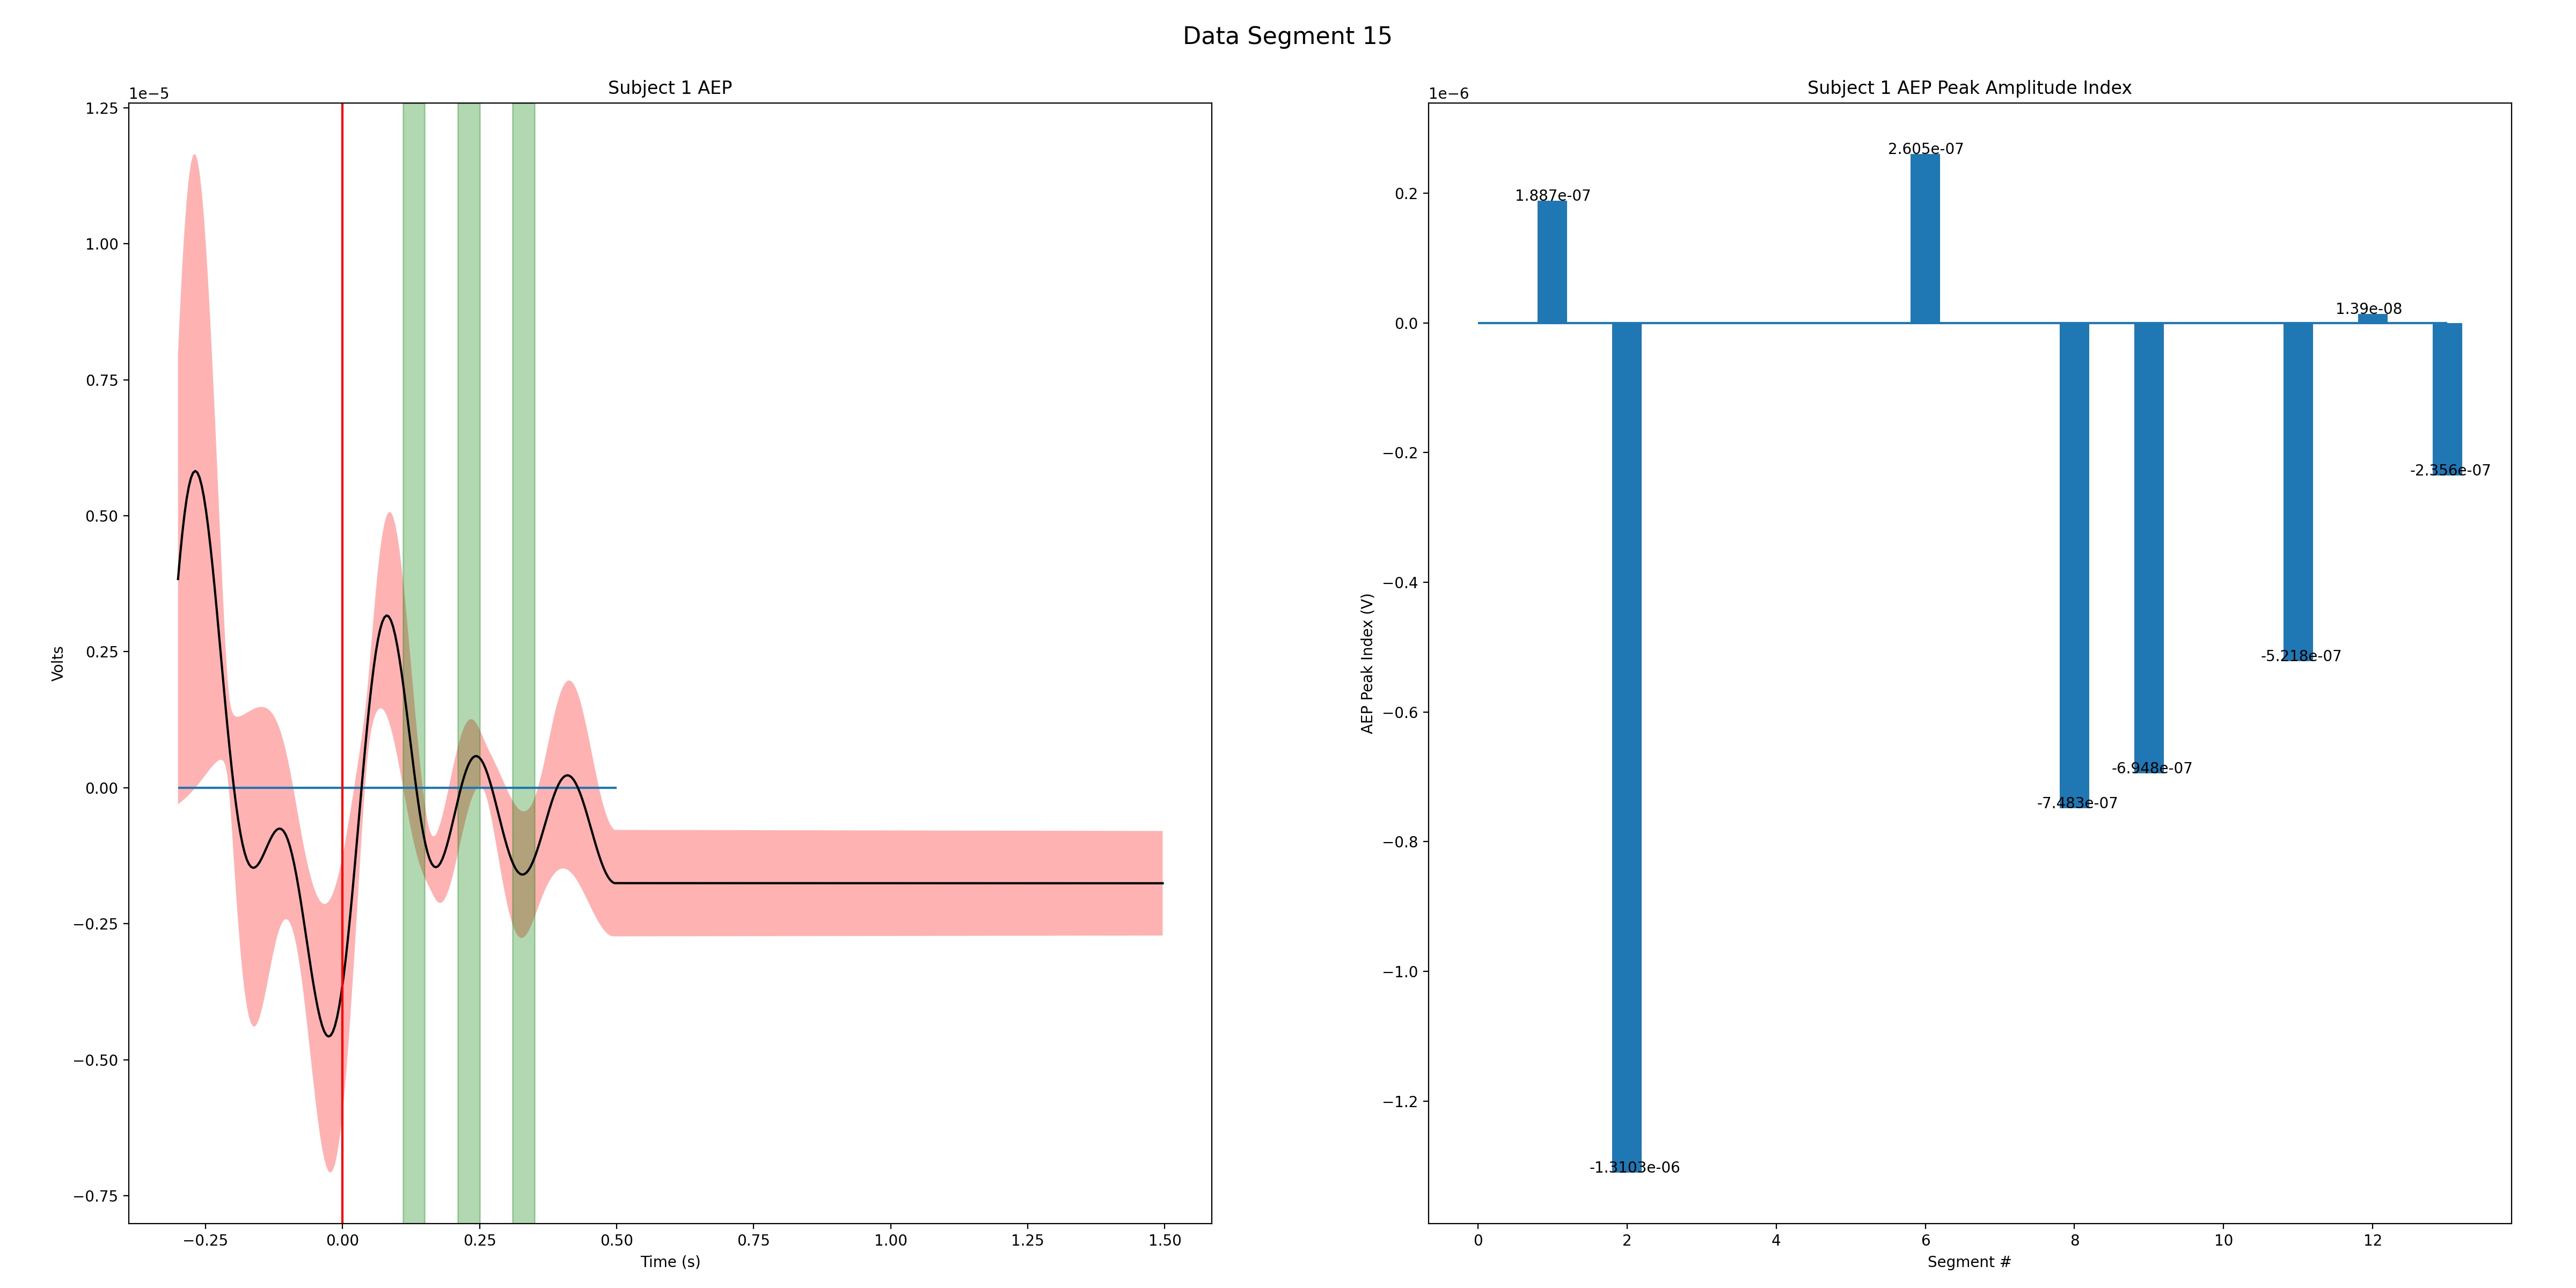 Data Segment 15
Subject 1 AEP
1e−5
1.25
1.00
0.75
0.50
0.25
0.00
−0.25
−0.50
−0.75
Volts
−0.25
0.00
0.25
0.50
0.75
1.00
1.25
1.50
Time (s)
Subject 1 AEP Peak Amplitude Index
1e−6
0.2
0.0
−0.2
−0.4
−0.6
−0.8
−1.0
−1.2
AEP Peak Index (V)
1.887e-07
-1.3103e-06
2.605e-07
-7.483e-07
-6.948e-07
-5.218e-07
1.39e-08
-2.356e-07
0
2
4
6
8
10
12
Segment #